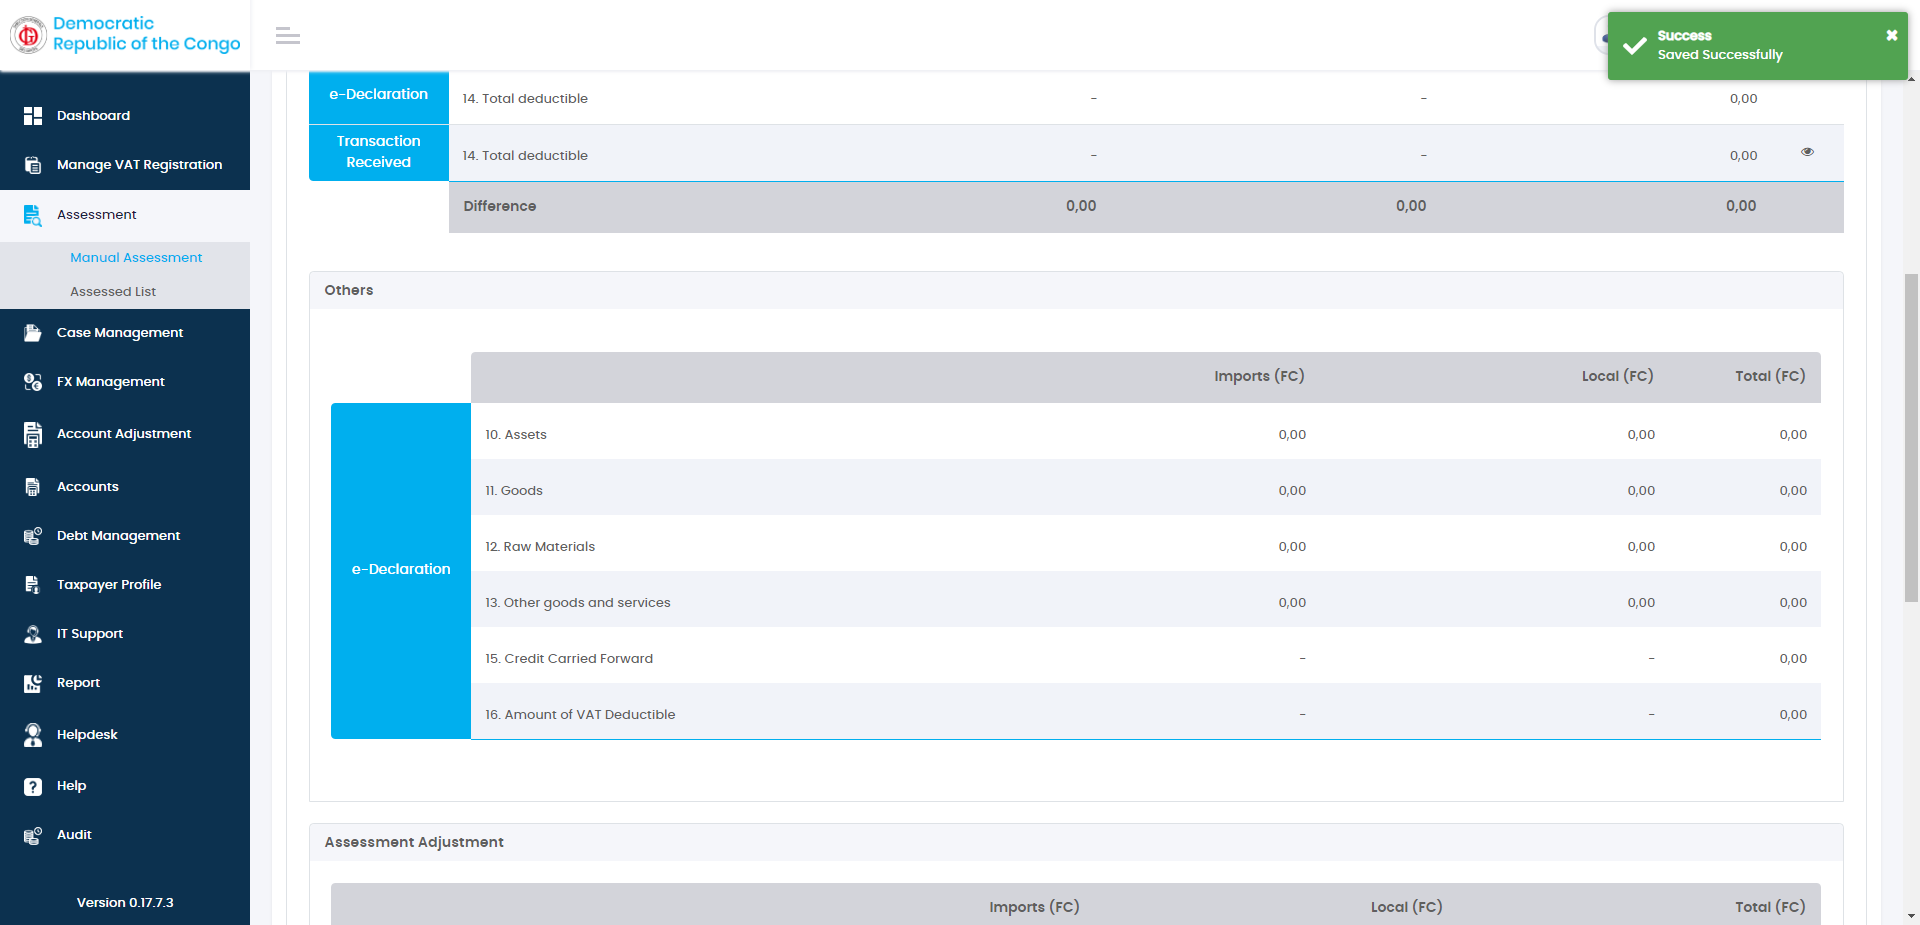 Democratic
Republic of the Congo
Success
Saved Successfully
Dashboard
Manage VAT Registration
Assessment
Manual Assessment
Assessed List
Case Management
FX Management
Account Adjustment
Accounts
Debt Management
Taxpayer Profile
IT Support
Report
Helpdesk
Help
Audit
Version 0.17.7.3
e-Declaration 14. Total deductible - - 0,00
Transaction Received 14. Total deductible - - 0,00
Difference 0,00 0,00 0,00
Others
Imports (FC) Local (FC) Total (FC)
e-Declaration
10. Assets 0,00 0,00 0,00
11. Goods 0,00 0,00 0,00
12. Raw Materials 0,00 0,00 0,00
13. Other goods and services 0,00 0,00 0,00
15. Credit Carried Forward - - 0,00
16. Amount of VAT Deductible - - 0,00
Assessment Adjustment
Imports (FC) Local (FC) Total (FC)